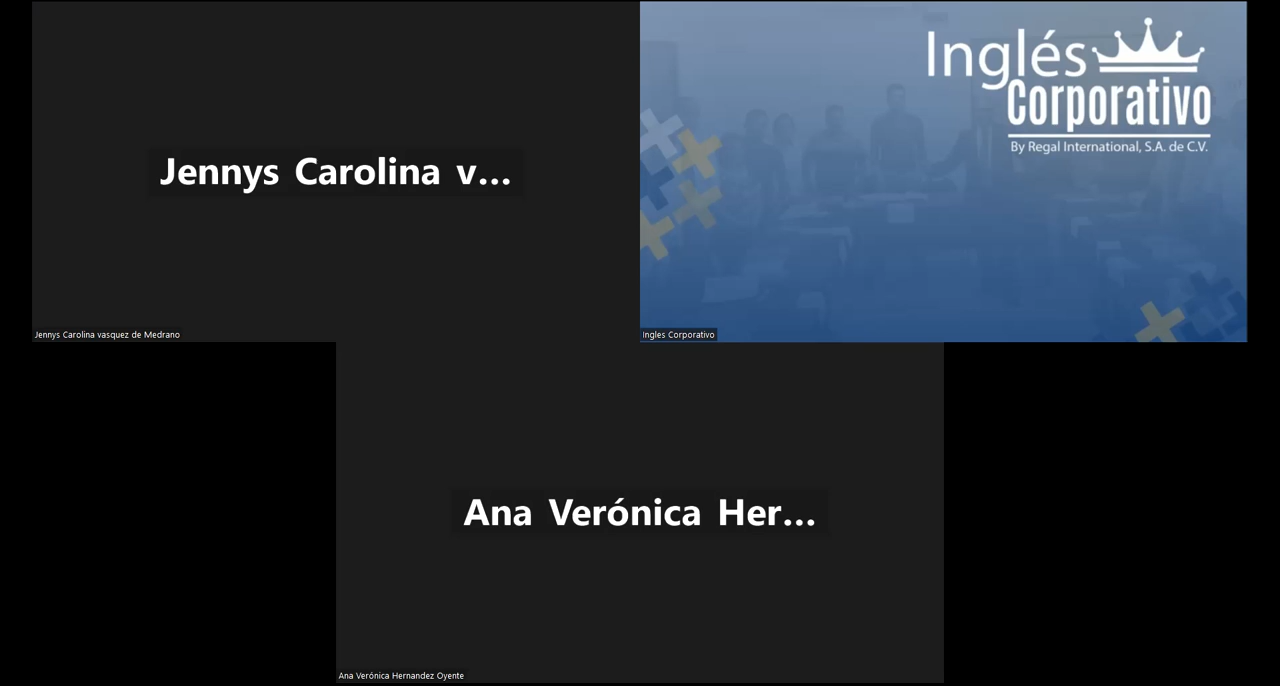 Jennys Carolina v...
Jennys Carolina vasquez de Medrano
Inglés
Corporativo
By Regal International, S.A. de C.V.
Ingles Corporativo
Ana Verónica Her...
Ana Verónica Hernandez Oyente